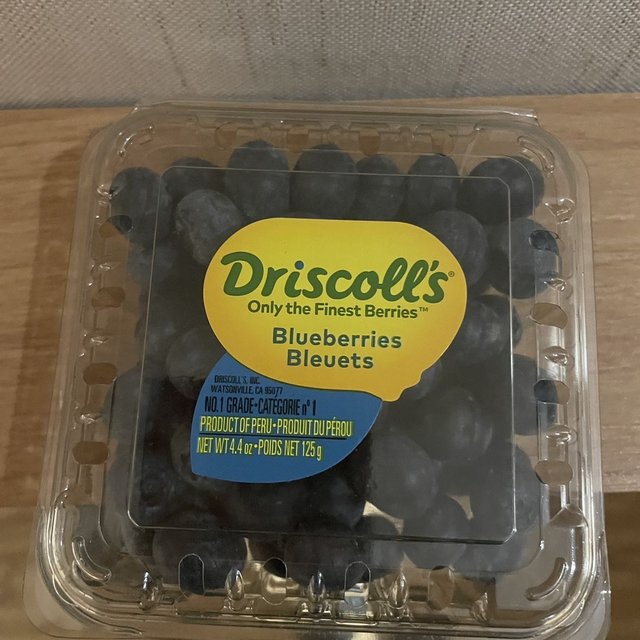 Driscoll's®
Only the Finest Berries™
Blueberries
Bleuets
DRISCOLL'S, INC.
WATSONVILLE, CA 95077
NO.1 GRADE•CATÉGORIE nº 1
PRODUCT OF PERU•PRODUIT DU PÉROU
NET WT 4.4 oz•POIDS NET 125 g